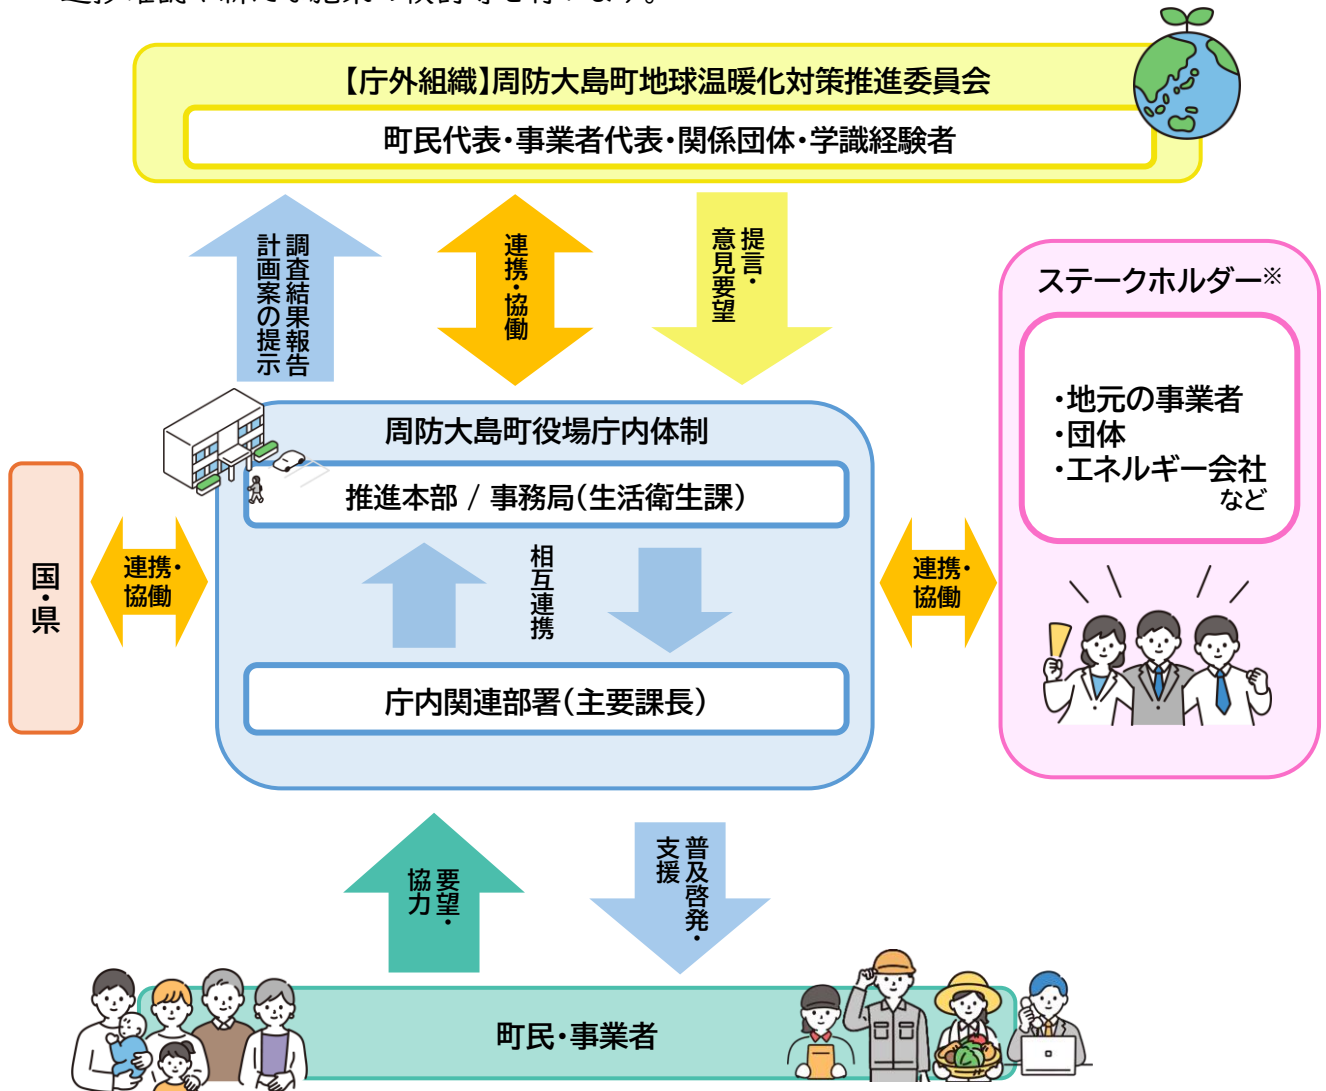 【庁外組織】周防大島町地球温暖化対策推進委員会
町民代表・事業者代表・関係団体・学識経験者
調査結果報告
計画案の提示
連携・協働
提言・
意見要望
ステークホルダー※
・地元の事業者
・団体
・エネルギー会社
など
周防大島町役場庁内体制
推進本部 / 事務局(生活衛生課)
相互連携
庁内関連部署(主要課長)
国・県
連携・
協働
連携・
協働
要望・
協力
普及啓発・
支援
町民・事業者